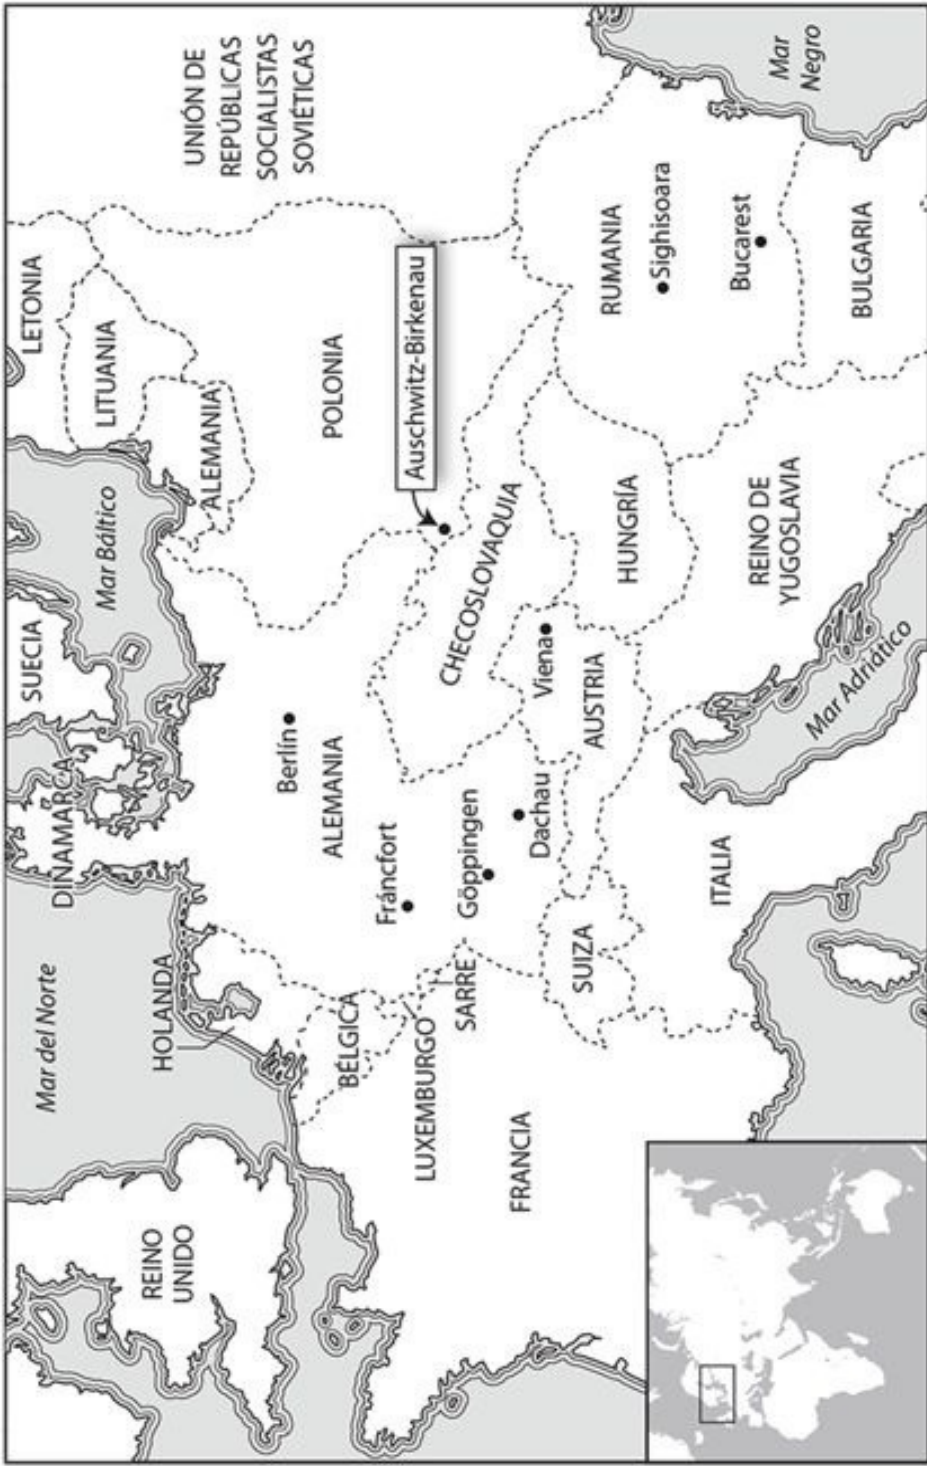 Mar del Norte
DINAMARCA
SUECIA
Mar Báltico
LETONIA
LITUANIA
ALEMANIA
UNIÓN DE
REPÚBLICAS
SOCIALISTAS
SOVIÉTICAS
REINO
UNIDO
HOLANDA
Berlín
ALEMANIA
POLONIA
BÉLGICA
LUXEMBURGO
SARRE
Fráncfort
Göppingen
Dachau
CHECOSLOVAQUIA
Auschwitz-Birkenau
FRANCIA
SUIZA
Viena
AUSTRIA
HUNGRÍA
RUMANIA
Sighisoara
Bucarest
ITALIA
Mar Adriático
REINO DE
YUGOSLAVIA
BULGARIA
Mar
Negro